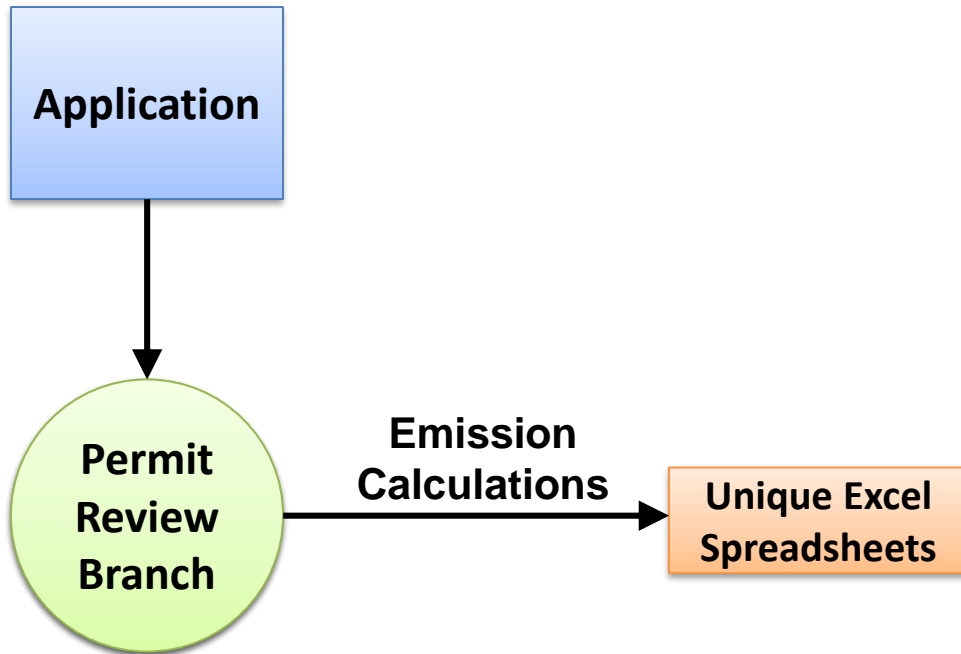 Application
Permit
Review
Branch
Emission
Calculations
Unique Excel
Spreadsheets